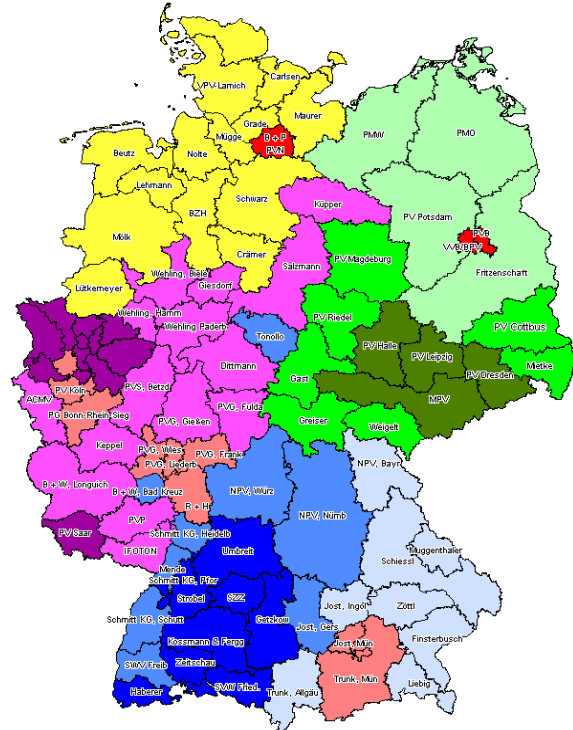 Carlsen
VPV-Lamich
Maurer
Grade
Mügge
B + P
PVN
PMW
PMO
Beutz
Nolte
Lehmann
Schwarz
Küpper
BZH
PV Potsdam
PVB
VVB/BPV
Mölk
Crämer
PV Magdeburg
Salzmann
Fritzenschaft
Wehling, Biele
Giesdorf
Lütkemeyer
Wehling, Hamm
PV Riedel
PV Cottbus
Wehling Paderb
Tonollo
PV Halle
PV Leipzig
Mietke
Dittmann
PV Dresden
Gast
PV Köln
PVS, Betzd
ACMV
MPV
PVG, Fulda
PG Bonn-Rhein-Sieg
PVG, Gießen
Greiser
Weigelt
Keppel
PVG, Wies
PVG, Frank
PVG, Liederb
NPV, Bayr
B + W, Longuich
B + W, Bad Kreuz
NPV, Würz
R + H
NPV, Nürnb
PVP
PV Saar
Schmitt KG, Heidelb
IFOTON
Umbreit
Muggenthaler
Schiessl
Mende
Schmitt KG, Pfor
Strobel
SZZ
Jost, Ingol
Zöttl
Schmitt KG, Schutt
Getzkow
Jost, Gers
Kossmann & Fergg
Jost, Mün
Finsterbusch
SWV Freib
Zeitschau
Trunk, Mün
Liebig
Haberer
SVW Fried.
Trunk, Allgäu